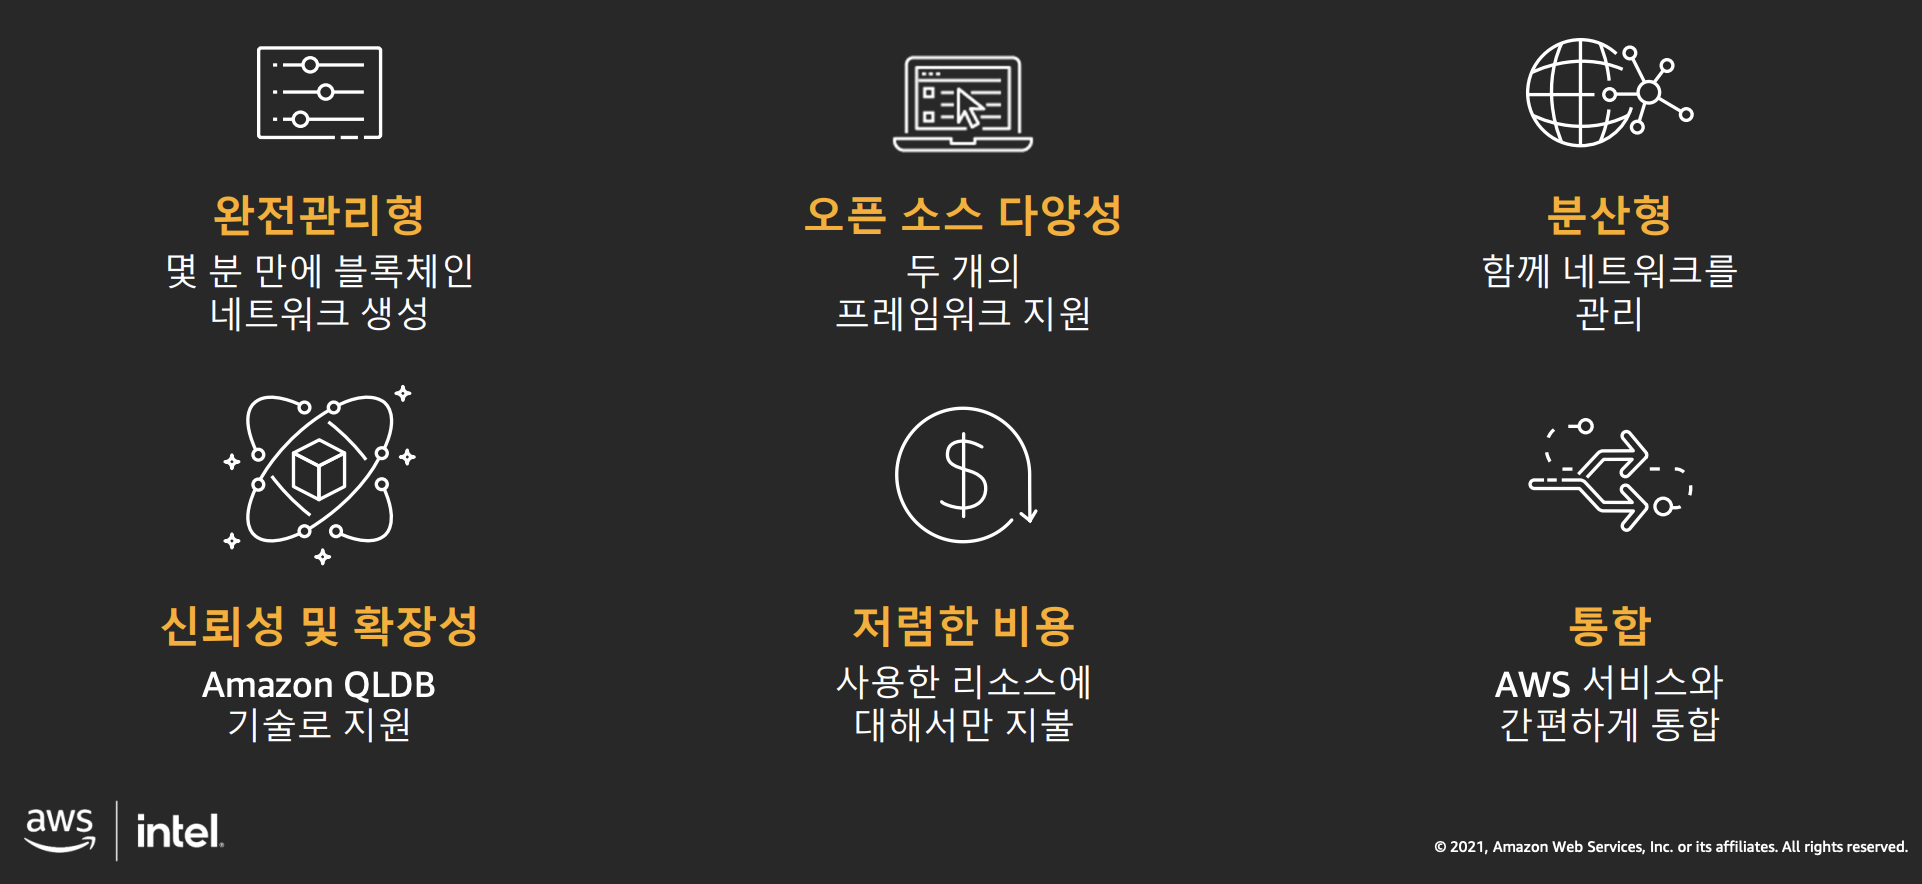 완전관리형
몇 분 만에 블록체인
네트워크 생성
오픈 소스 다양성
두 개의
프레임워크 지원
분산형
함께 네트워크를
관리
신뢰성 및 확장성
Amazon QLDB
기술로 지원
저렴한 비용
사용한 리소스에
대해서만 지불
통합
AWS 서비스와
간편하게 통합
aws
intel.
© 2021, Amazon Web Services, Inc. or its affiliates. All rights reserved.